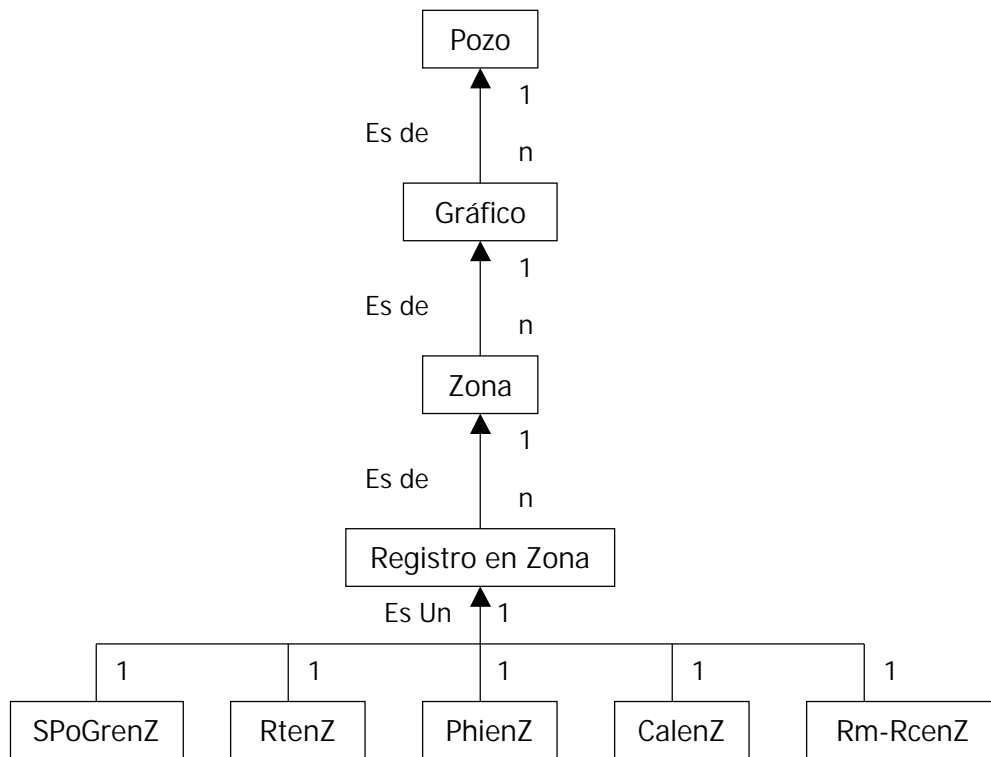 Pozo
1
Es de
n
Gráfico
1
Es de
n
Zona
1
Es de
n
Registro en Zona
Es Un 1
1 1 1 1 1
SPoGrenZ RtenZ PhienZ CalenZ Rm-RcenZ